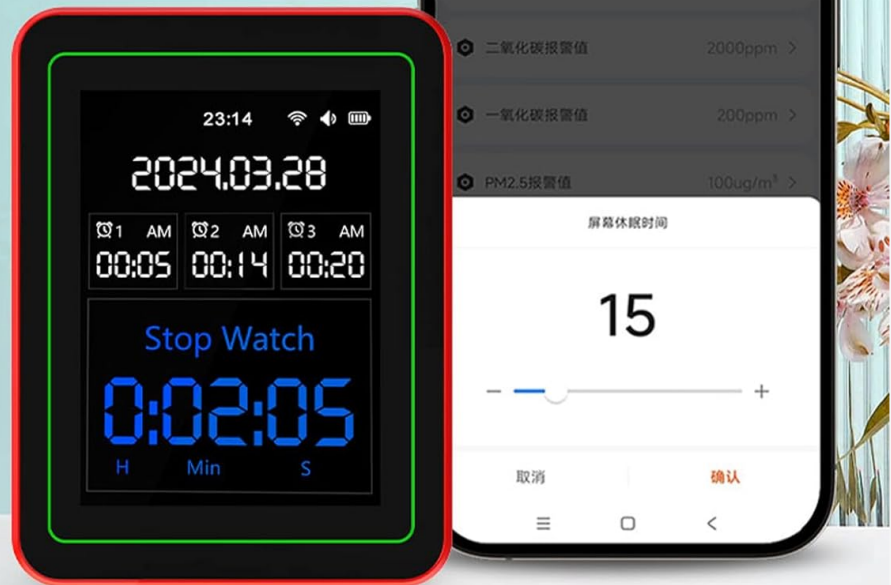 23:14
2024.03.28
1 AM
00:05
2 AM
00:14
3 AM
00:20
Stop Watch
0:02:05
H Min S
二氧化碳报警值 2000ppm
一氧化碳报警值 200ppm
PM2.5报警值 100ug/m³
屏幕休眠时间
15
取消 确认